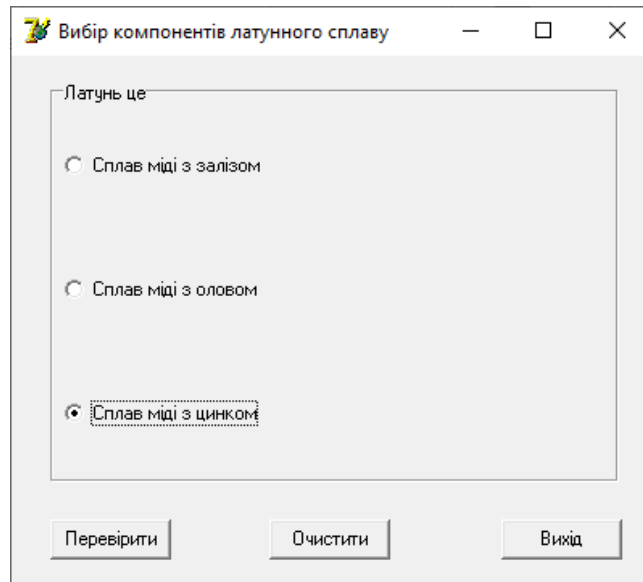 Вибір компонентів латунного сплаву
Латунь це
Сплав міді з залізом
Сплав міді з оловом
Сплав міді з цинком
Перевірити Очистити Вихід